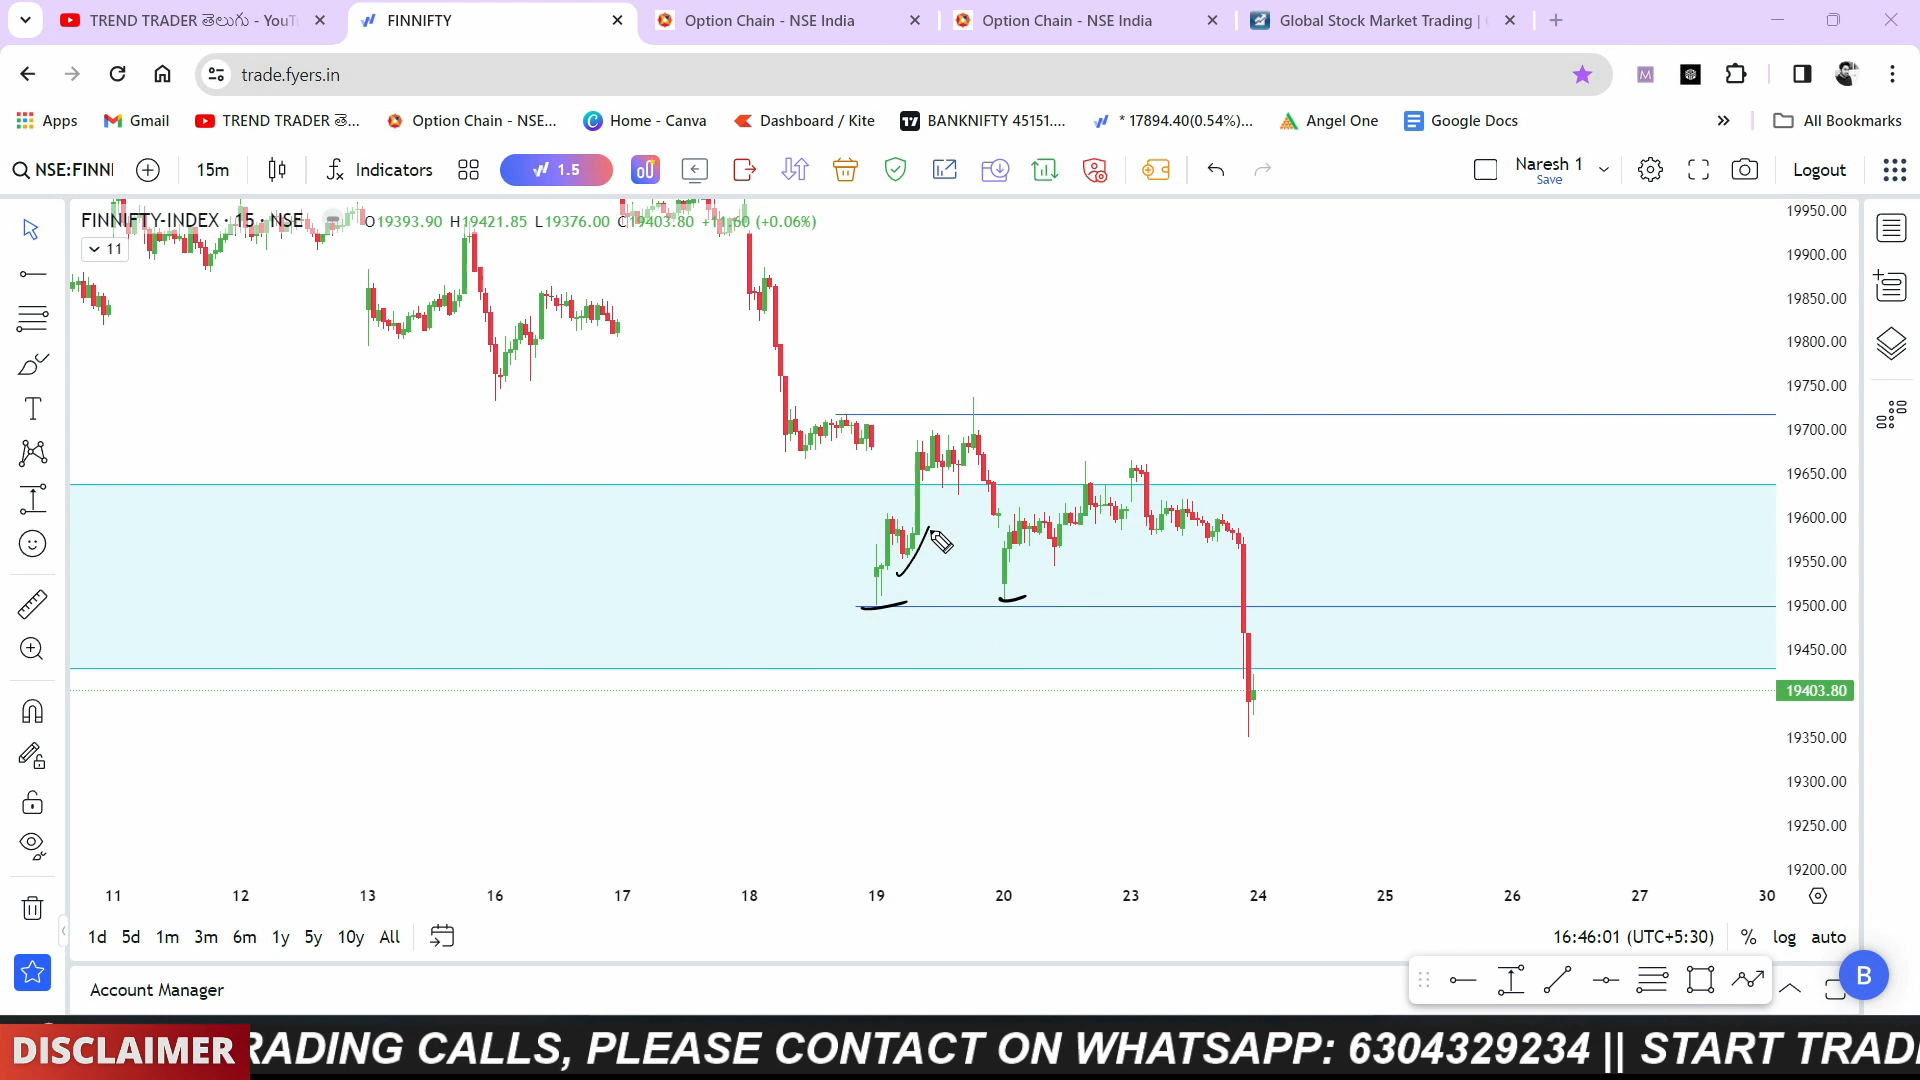 TREND TRADER తెలుగు - YouT
FINNIFTY
Option Chain - NSE India
Option Chain - NSE India
Global Stock Market Trading |
trade.fyers.in
Apps
Gmail
TREND TRADER తె...
Option Chain - NSE...
Home - Canva
Dashboard / Kite
BANKNIFTY 45151....
* 17894.40(0.54%)...
Angel One
Google Docs
All Bookmarks
NSE:FINNI
15m
Indicators
1.5
Naresh 1
Save
Logout
FINNIFTY-INDEX · 15 · NSE
O19393.90 H19421.85 L19376.00 C19403.80 +11.60 (+0.06%)
11
19950.00
19900.00
19850.00
19800.00
19750.00
19700.00
19650.00
19600.00
19550.00
19500.00
19450.00
19403.80
19350.00
19300.00
19250.00
19200.00
11 12 13 16 17 18 19 20 23 24 25 26 27 30
1d 5d 1m 3m 6m 1y 5y 10y All
16:46:01 (UTC+5:30)
% log auto
Account Manager
B
DISCLAIMER
RADING CALLS, PLEASE CONTACT ON WHATSAPP: 6304329234 || START TRADI